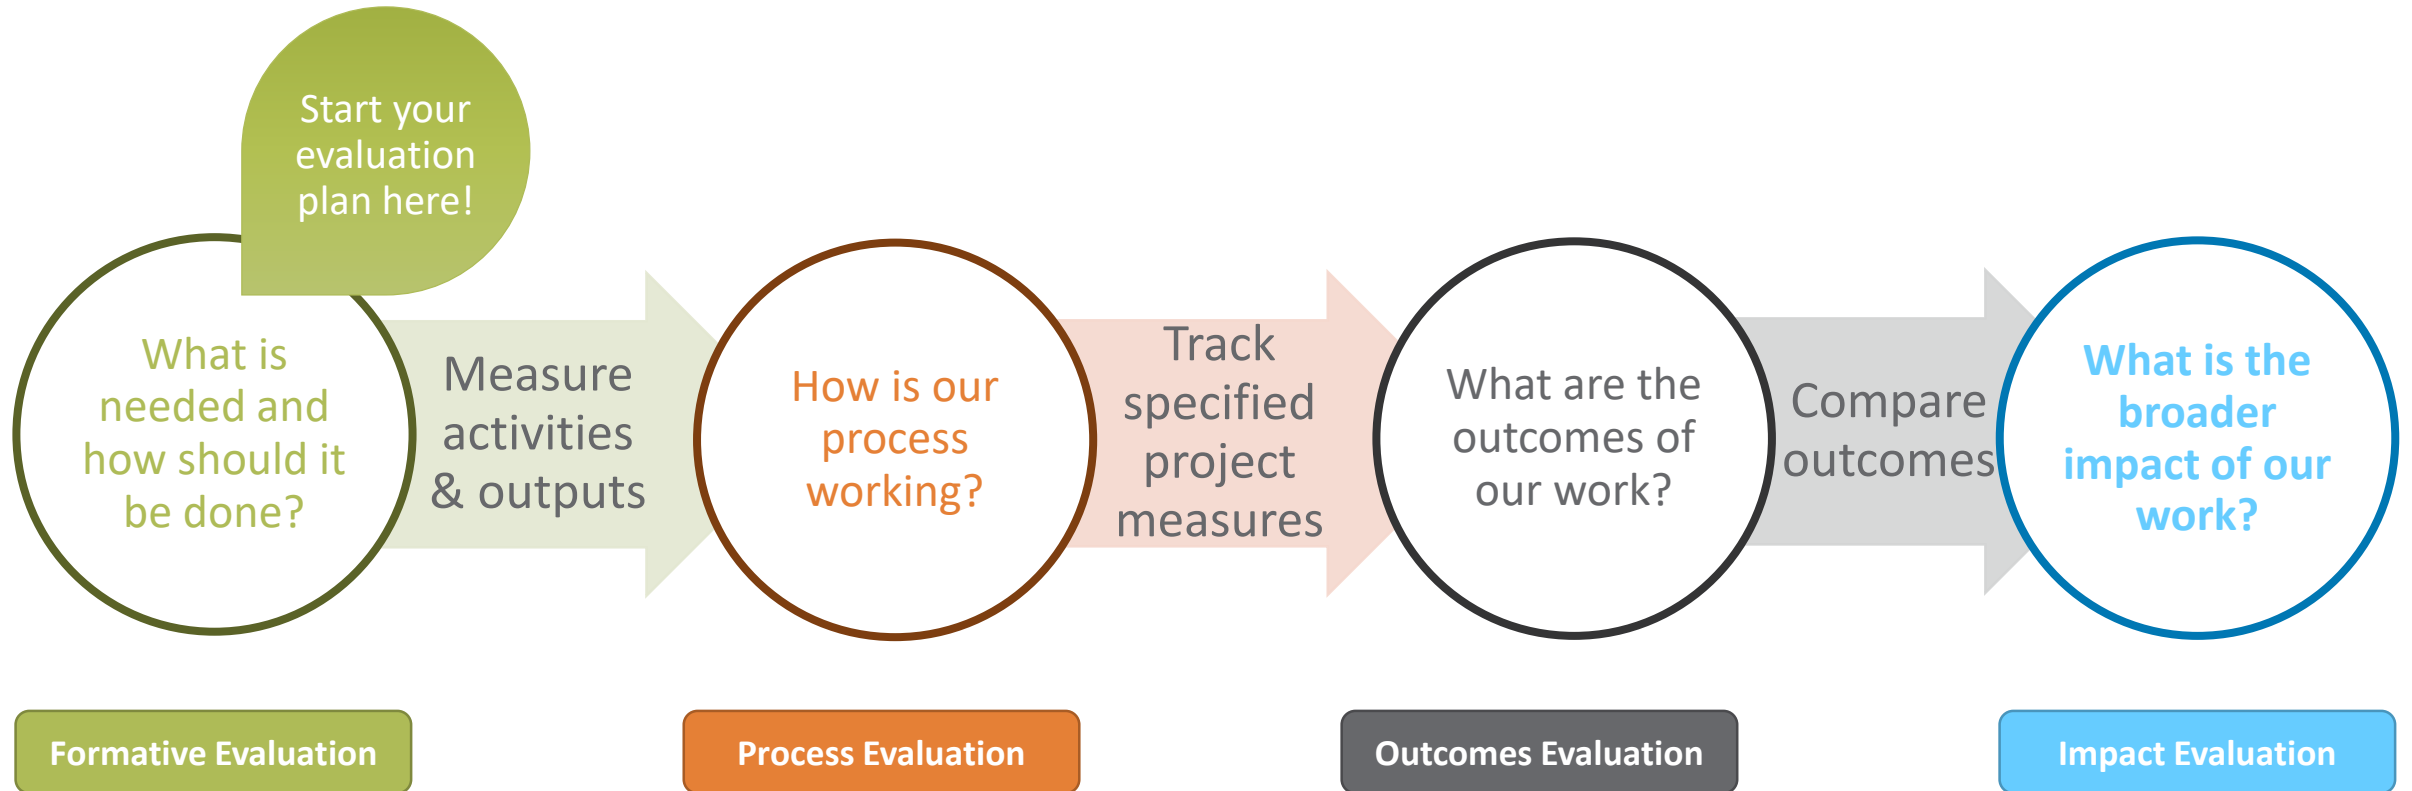 Start your
evaluation
plan here!
What is
needed and
how should it
be done?
Measure
activities
& outputs
How is our
process
working?
Track
specified
project
measures
What are the
outcomes of
our work?
Compare
outcomes
What is the
broader
impact of our
work?
Formative Evaluation
Process Evaluation
Outcomes Evaluation
Impact Evaluation